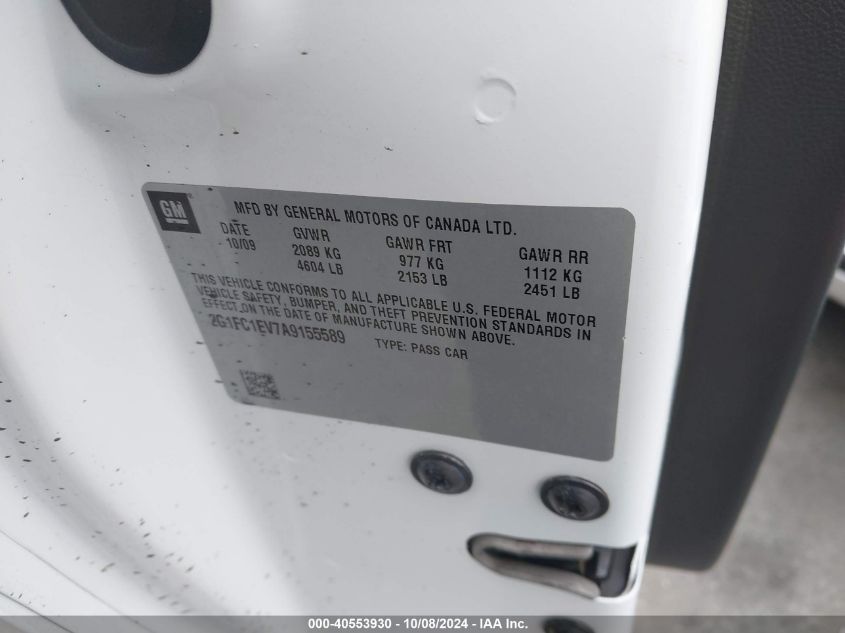 GM
MFD BY GENERAL MOTORS OF CANADA LTD.
DATE GVWR GAWR FRT GAWR RR
10/09 2089 KG 977 KG 1112 KG
4604 LB 2153 LB 2451 LB
THIS VEHICLE CONFORMS TO ALL APPLICABLE U.S. FEDERAL MOTOR
VEHICLE SAFETY, BUMPER, AND THEFT PREVENTION STANDARDS IN
EFFECT ON THE DATE OF MANUFACTURE SHOWN ABOVE.
2G1FC1EV7A9155589 TYPE: PASS CAR
000-40553930 - 10/08/2024 - IAA Inc.